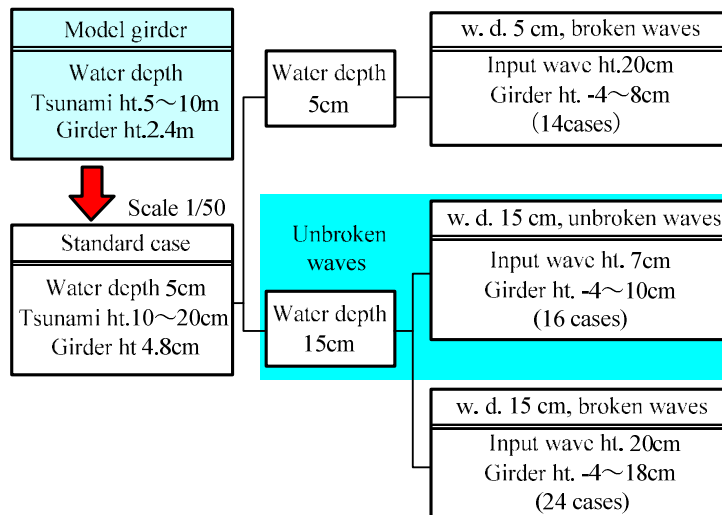 Model girder
Water depth
Tsunami ht.5～10m
Girder ht.2.4m
Scale 1/50
Standard case
Water depth 5cm
Tsunami ht.10～20cm
Girder ht 4.8cm
Water depth
5cm
w. d. 5 cm, broken waves
Input wave ht.20cm
Girder ht. -4～8cm
(14cases)
Unbroken
waves
Water depth
15cm
w. d. 15 cm, unbroken waves
Input wave ht. 7cm
Girder ht. -4～10cm
(16 cases)
w. d. 15 cm, broken waves
Input wave ht. 20cm
Girder ht. -4～18cm
(24 cases)